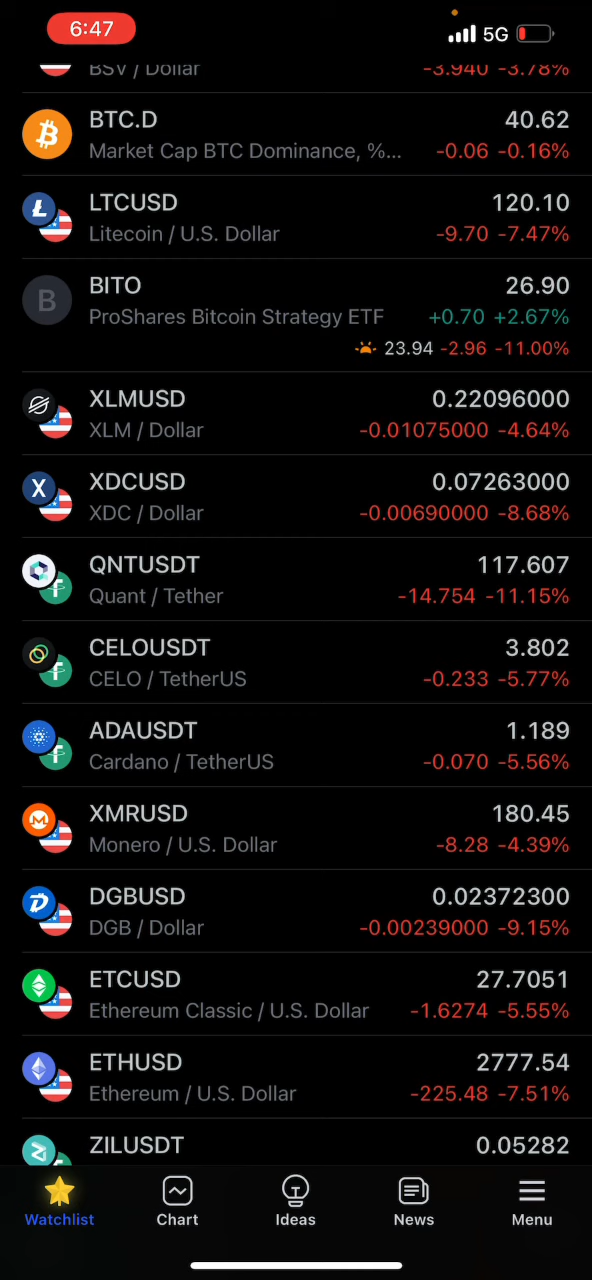 6:47
5G
BSV / Dollar -3.940 -3.78%
BTC.D 40.62
Market Cap BTC Dominance, %... -0.06 -0.16%
LTCUSD 120.10
Litecoin / U.S. Dollar -9.70 -7.47%
BITO 26.90
B
ProShares Bitcoin Strategy ETF +0.70 +2.67%
23.94 -2.96 -11.00%
XLMUSD 0.22096000
XLM / Dollar -0.01075000 -4.64%
XDCUSD 0.07263000
XDC / Dollar -0.00690000 -8.68%
QNTUSDT 117.607
Quant / Tether -14.754 -11.15%
CELOUSDT 3.802
CELO / TetherUS -0.233 -5.77%
ADAUSDT 1.189
Cardano / TetherUS -0.070 -5.56%
XMRUSD 180.45
Monero / U.S. Dollar -8.28 -4.39%
DGBUSD 0.02372300
DGB / Dollar -0.00239000 -9.15%
ETCUSD 27.7051
Ethereum Classic / U.S. Dollar -1.6274 -5.55%
ETHUSD 2777.54
Ethereum / U.S. Dollar -225.48 -7.51%
ZILUSDT 0.05282
Watchlist Chart Ideas News Menu